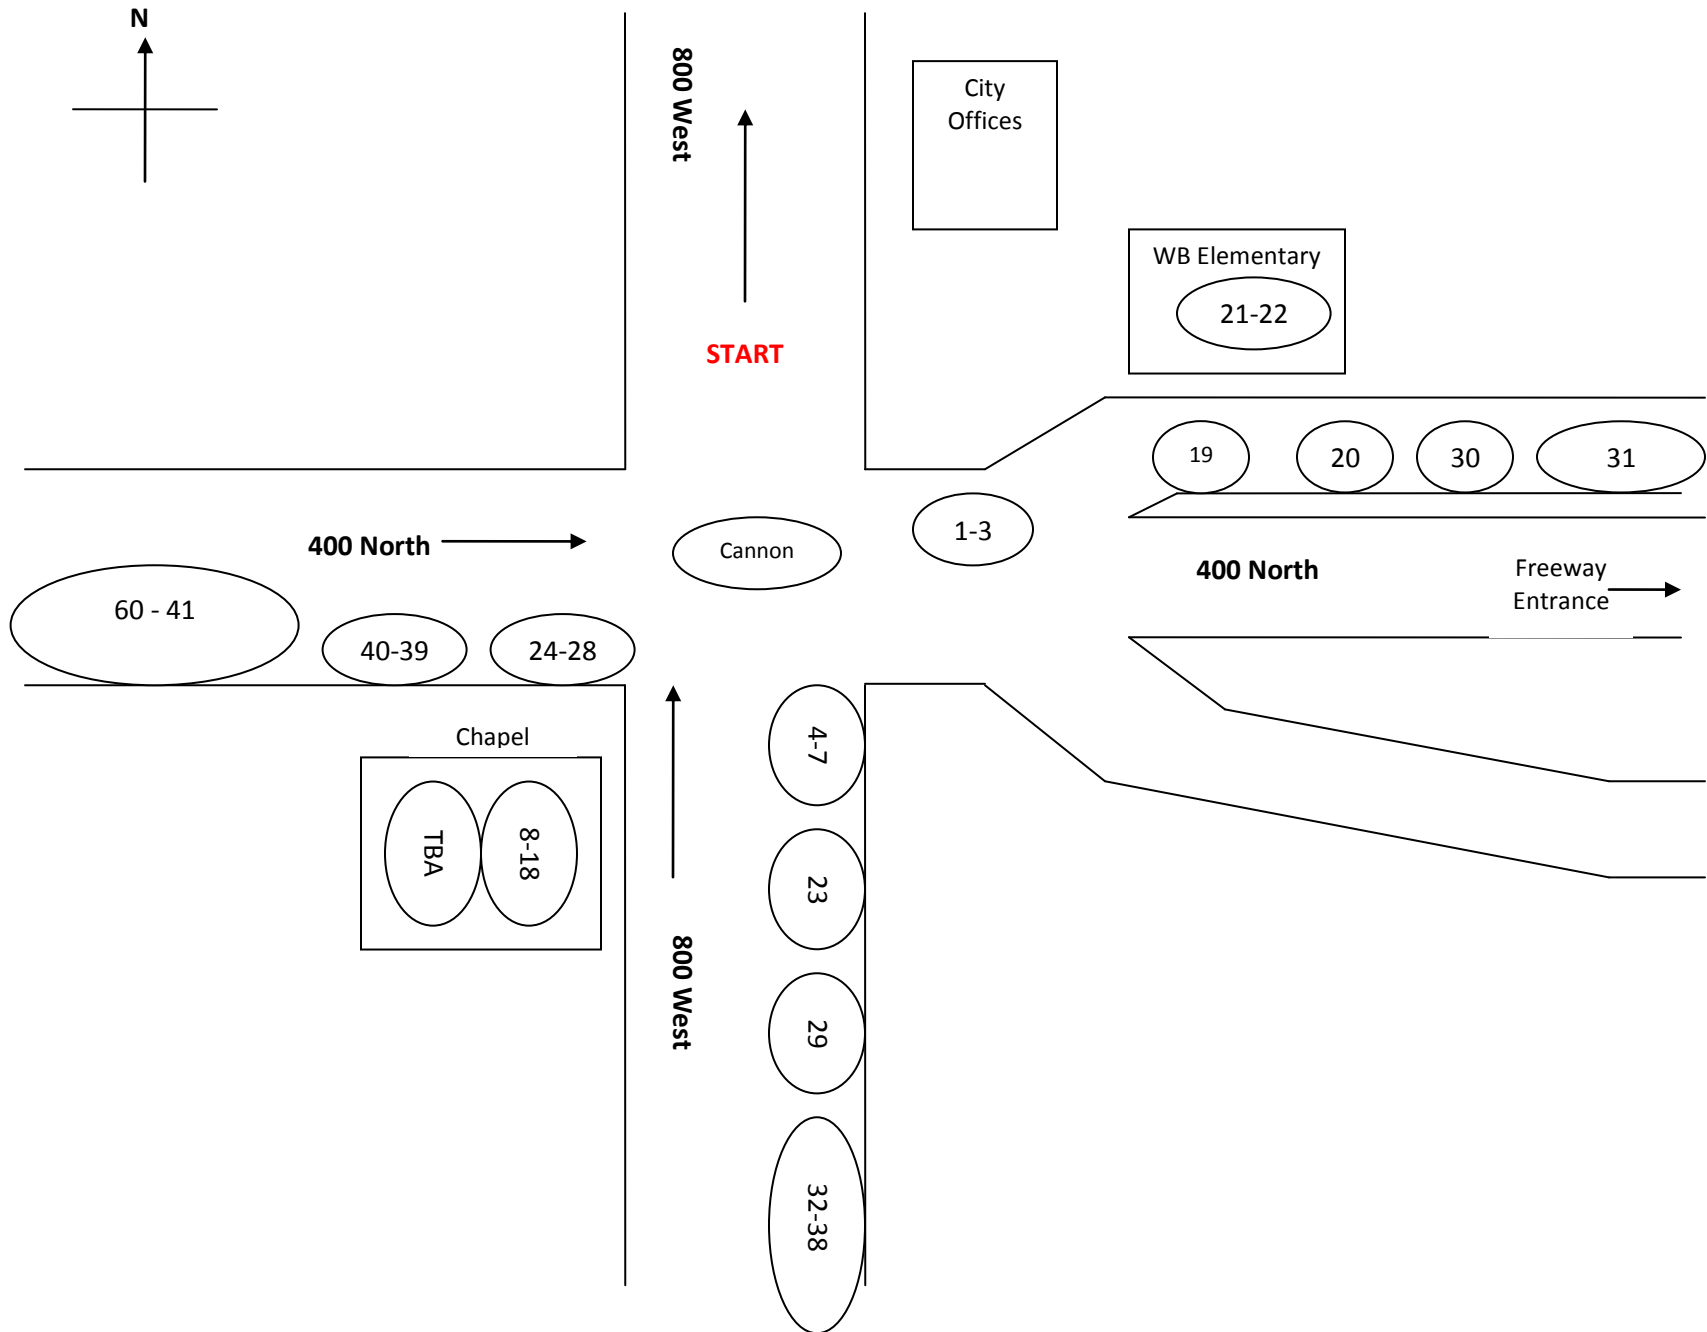 N
800 West
City
Offices
WB Elementary
21-22
START
19
20
30
31
1-3
400 North
Cannon
400 North
Freeway
Entrance
60 - 41
40-39
24-28
Chapel
4-7
TBA
8-18
23
800 West
29
32-38